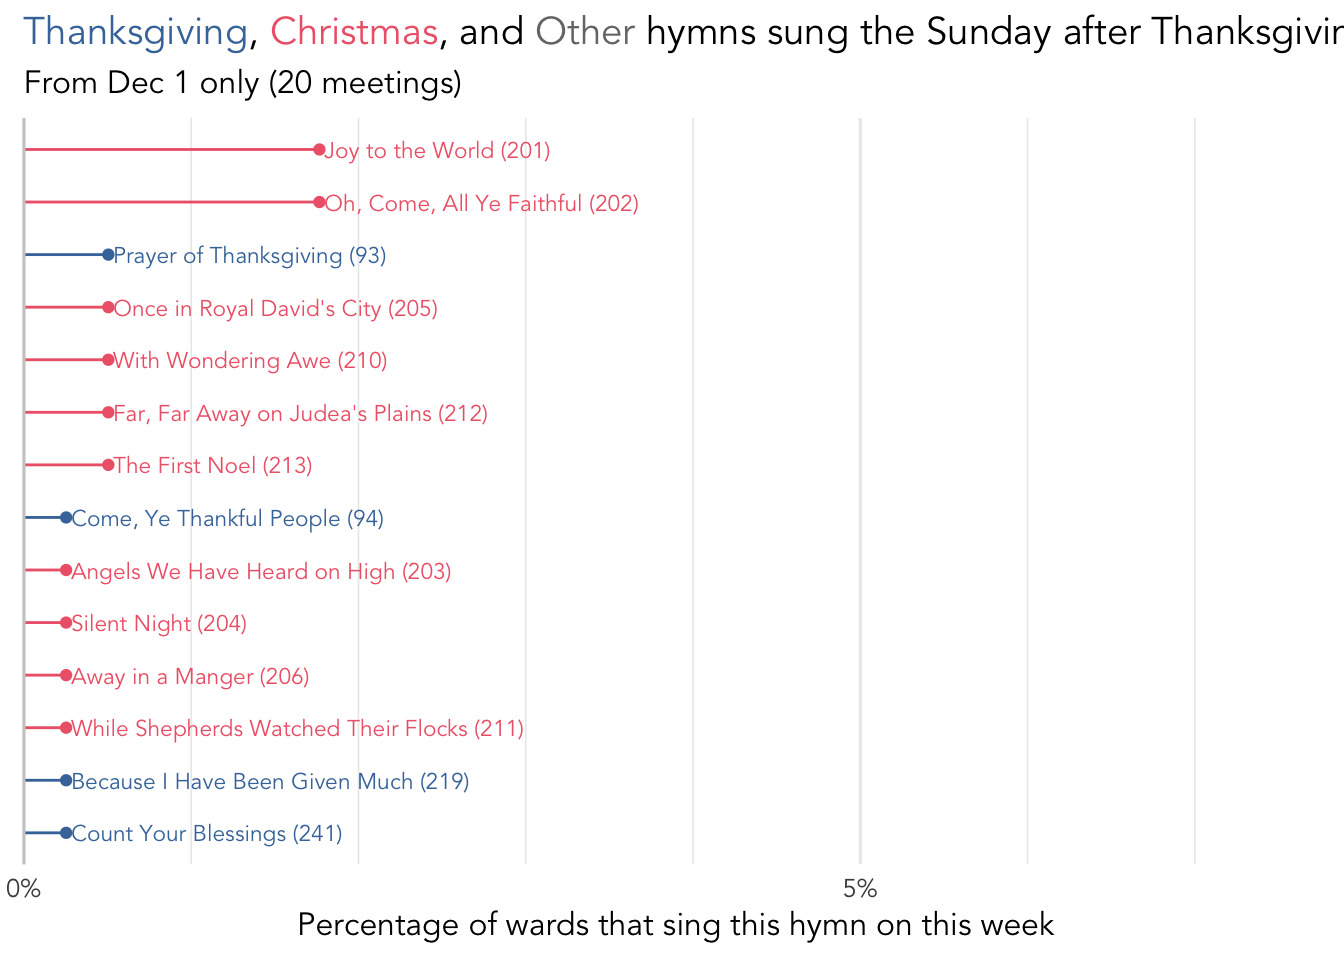 Thanksgiving, Christmas, and Other hymns sung the Sunday after Thanksgivin
From Dec 1 only (20 meetings)
Joy to the World (201)
Oh, Come, All Ye Faithful (202)
Prayer of Thanksgiving (93)
Once in Royal David's City (205)
With Wondering Awe (210)
Far, Far Away on Judea's Plains (212)
The First Noel (213)
Come, Ye Thankful People (94)
Angels We Have Heard on High (203)
Silent Night (204)
Away in a Manger (206)
While Shepherds Watched Their Flocks (211)
Because I Have Been Given Much (219)
Count Your Blessings (241)
0% 5%
Percentage of wards that sing this hymn on this week